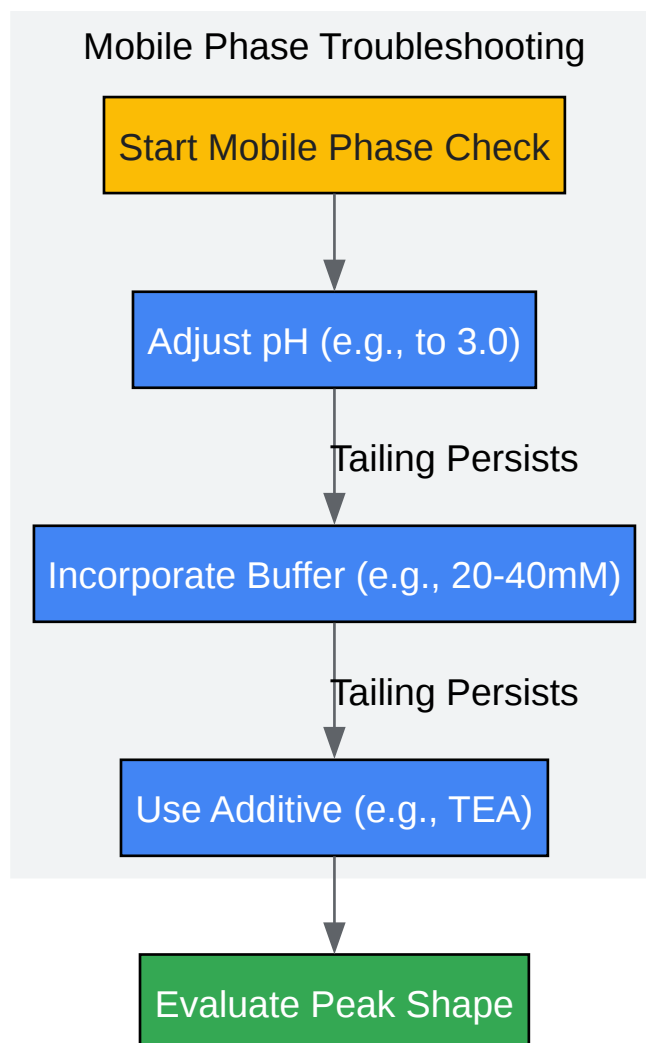 Mobile Phase Troubleshooting
Start Mobile Phase Check
Adjust pH (e.g., to 3.0)
Tailing Persists
Incorporate Buffer (e.g., 20-40mM)
Tailing Persists
Use Additive (e.g., TEA)
Evaluate Peak Shape